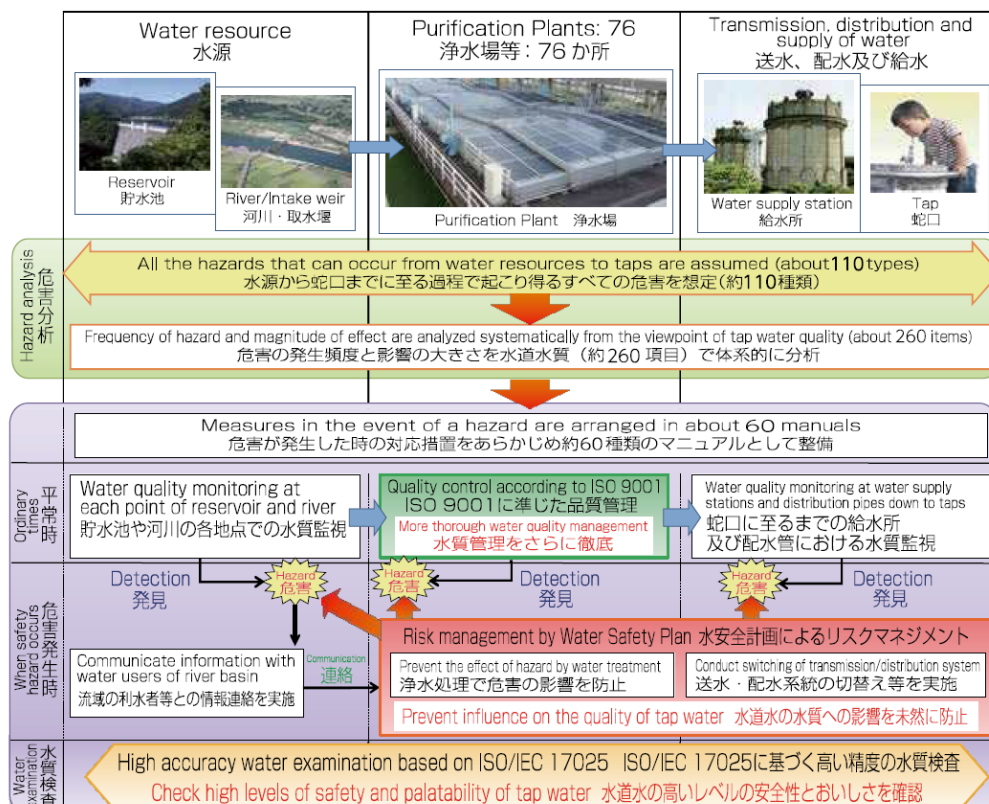 Water resource
水源
Purification Plants: 76
浄水場等：76か所
Transmission, distribution and
supply of water
送水、配水及び給水
Reservoir
貯水池
River/Intake weir
河川・取水堰
Purification Plant 浄水場
Water supply station
給水所
Tap
蛇口
Hazard analysis
危害分析
All the hazards that can occur from water resources to taps are assumed (about 110 types)
水源から蛇口までに至る過程で起こり得るすべての危害を想定（約110種類）
Frequency of hazard and magnitude of effect are analyzed systematically from the viewpoint of tap water quality (about 260 items)
危害の発生頻度と影響の大きさを水道水質（約260項目）で体系的に分析
Measures in the event of a hazard are arranged in about 60 manuals
危害が発生した時の対応措置をあらかじめ約60種類のマニュアルとして整備
Ordinary
times
平常時
Water quality monitoring at
each point of reservoir and river
貯水池や河川の各地点での水質監視
Quality control according to ISO 9001
ISO 9001に準じた品質管理
More thorough water quality management
水質管理をさらに徹底
Water quality monitoring at water supply
stations and distribution pipes down to taps
蛇口に至るまでの給水所
及び配水管における水質監視
When safety
hazard occurs
危害発生時
Detection
発見
Hazard
危害
Hazard
危害
Detection
発見
Hazard
危害
Detection
発見
Communicate information with
water users of river basin
流域の利水者等との情報連絡を実施
Communication
連絡
Risk management by Water Safety Plan 水安全計画によるリスクマネジメント
Prevent the effect of hazard by water treatment
浄水処理で危害の影響を防止
Conduct switching of transmission/distribution system
送水・配水系統の切替え等を実施
Prevent influence on the quality of tap water 水道水の水質への影響を未然に防止
Water
examination
水質検査
High accuracy water examination based on ISO/IEC 17025 ISO/IEC 17025に基づく高い精度の水質検査
Check high levels of safety and palatability of tap water 水道水の高いレベルの安全性とおいしさを確認